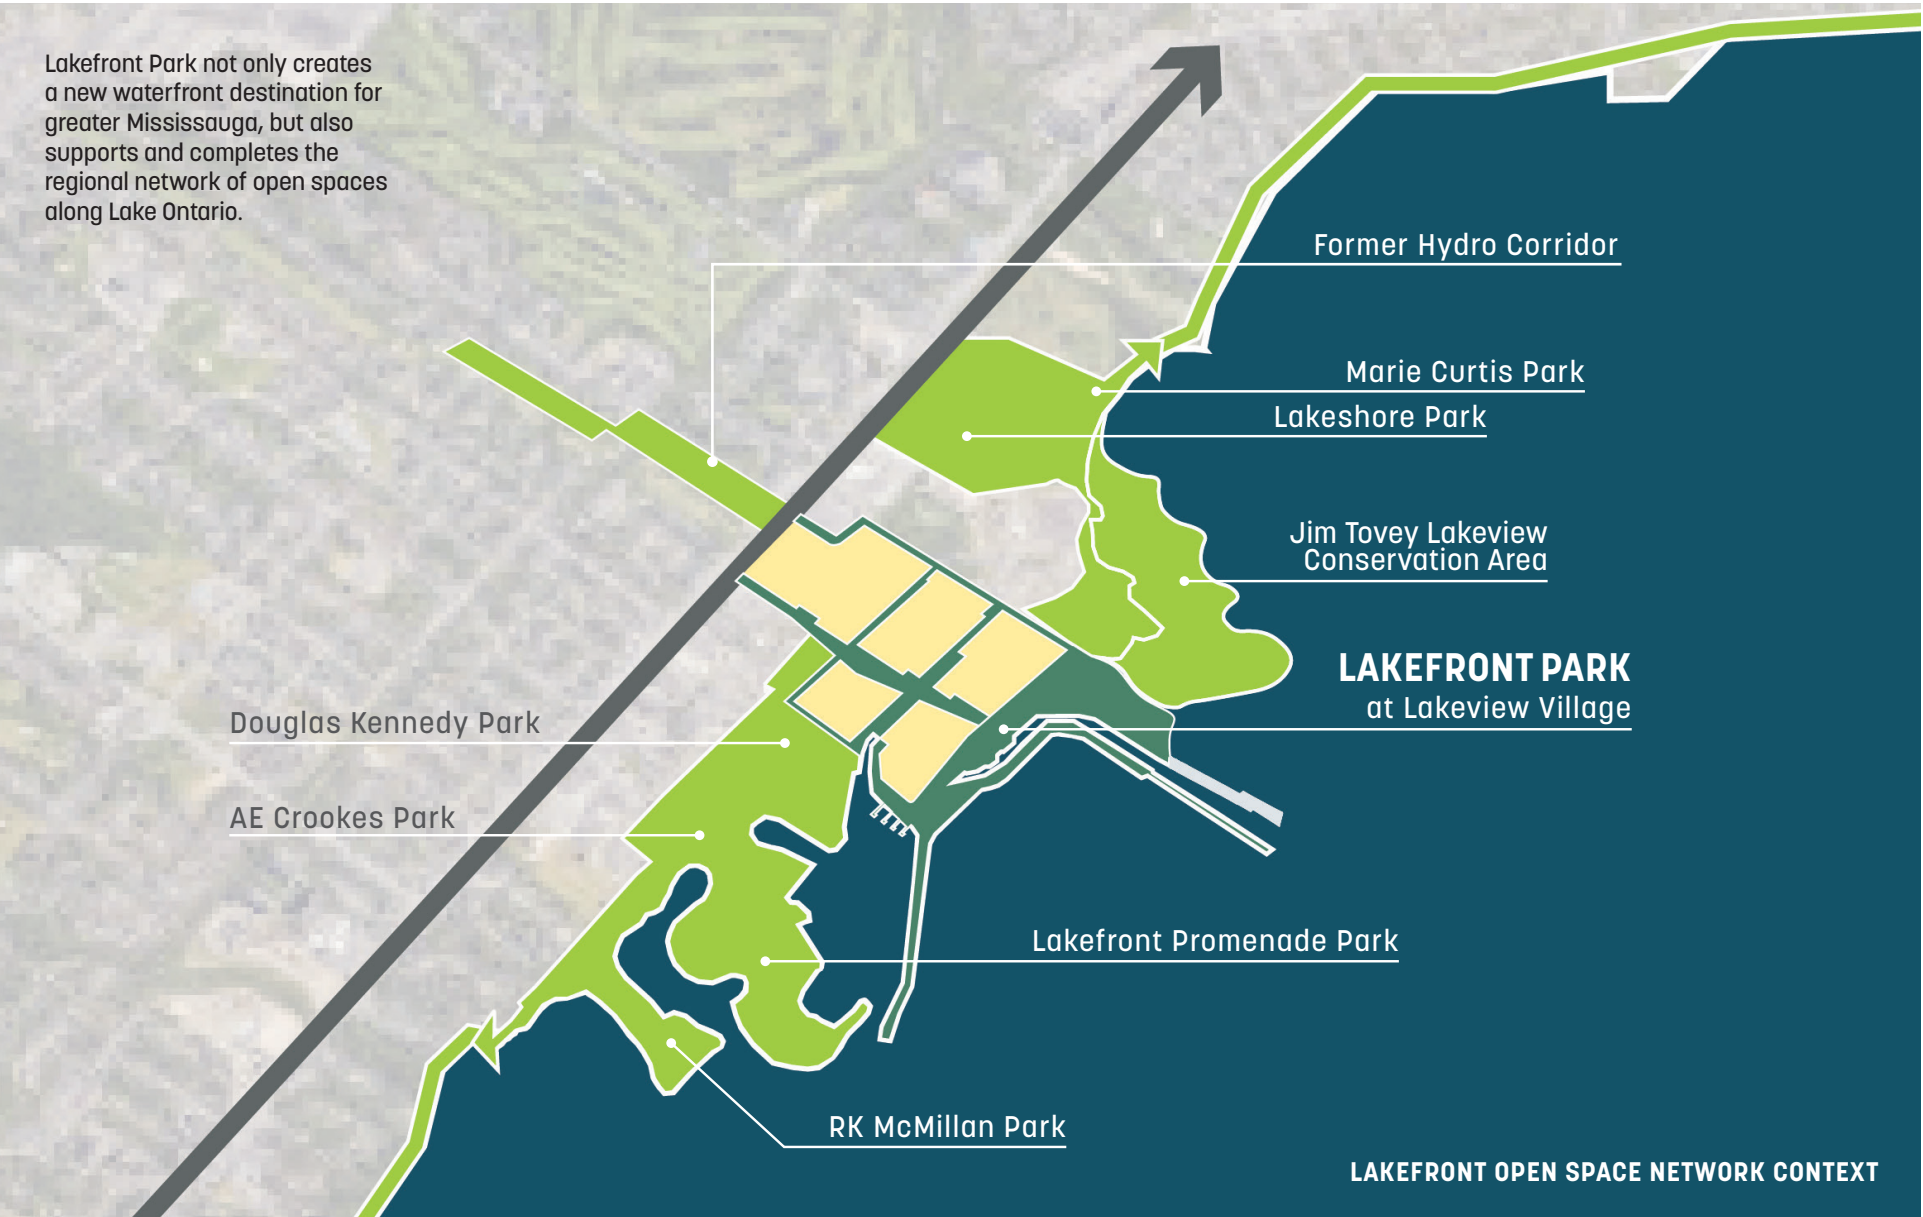 Lakefront Park not only creates
a new waterfront destination for
greater Mississauga, but also
supports and completes the
regional network of open spaces
along Lake Ontario.
Former Hydro Corridor
Marie Curtis Park
Lakeshore Park
Jim Tovey Lakeview
Conservation Area
LAKEFRONT PARK
at Lakeview Village
Douglas Kennedy Park
AE Crookes Park
Lakefront Promenade Park
RK McMillan Park
LAKEFRONT OPEN SPACE NETWORK CONTEXT